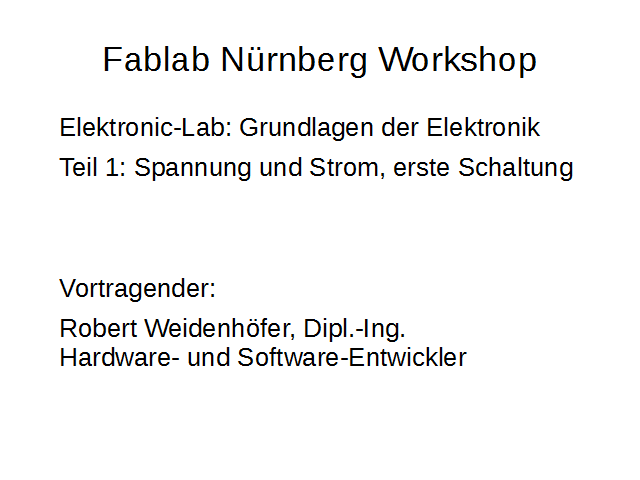 Fablab Nürnberg Workshop
Elektronic-Lab: Grundlagen der Elektronik
Teil 1: Spannung und Strom, erste Schaltung
Vortragender:
Robert Weidenhöfer, Dipl.-Ing.
Hardware- und Software-Entwickler